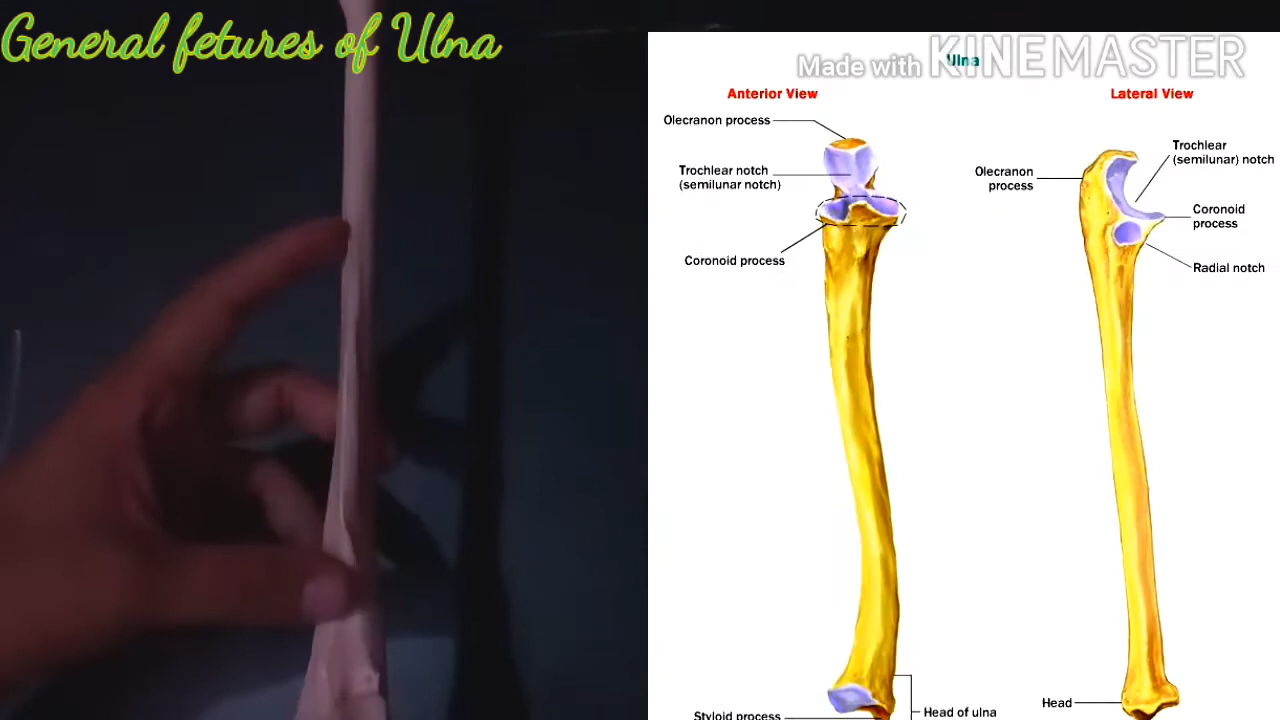 General fetures of Ulna
Made with KINEMASTER
Ulna
Anterior View
Lateral View
Olecranon process
Trochlear notch
(semilunar notch)
Coronoid process
Styloid process
Head of ulna
Trochlear
(semilunar) notch
Olecranon
process
Coronoid
process
Radial notch
Head